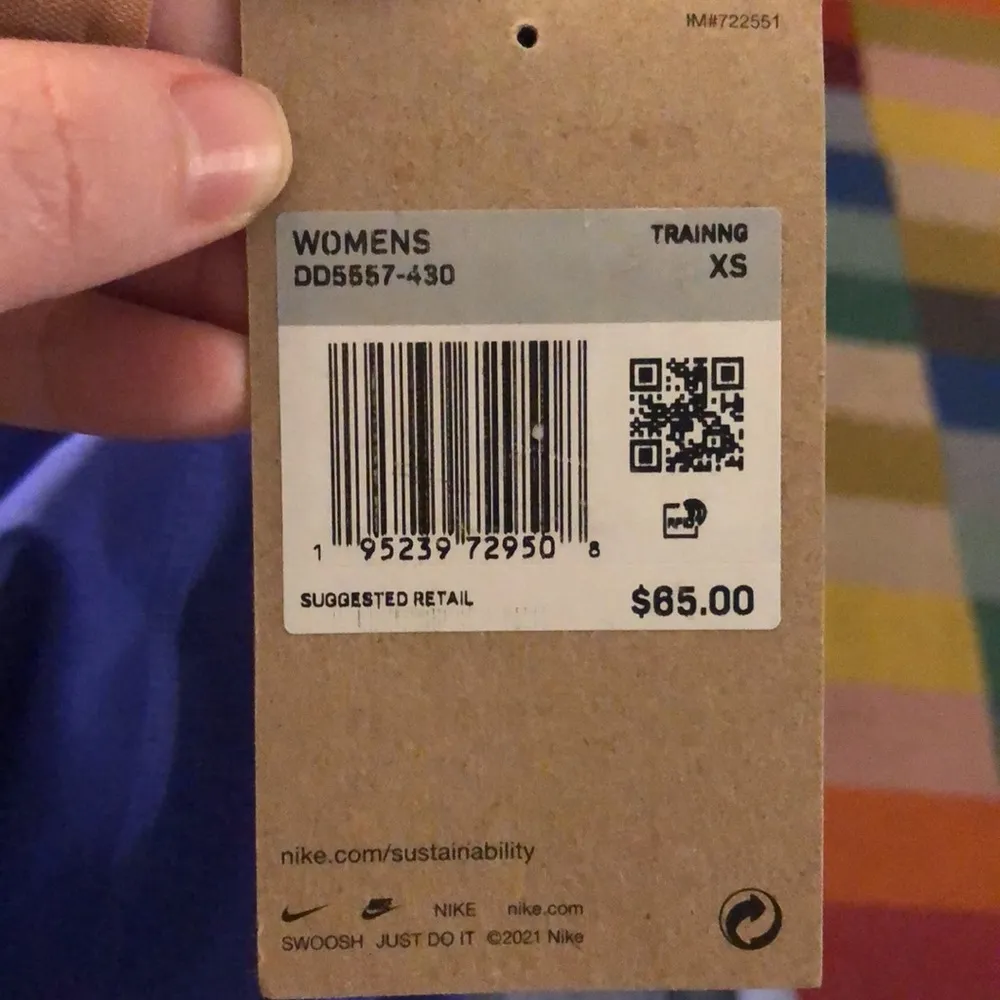 IM#722551
WOMENS TRAINNG
DD5557-430 XS
RFID
1 95239 72950 8
SUGGESTED RETAIL $65.00
nike.com/sustainability
NIKE nike.com
SWOOSH JUST DO IT ©2021 Nike